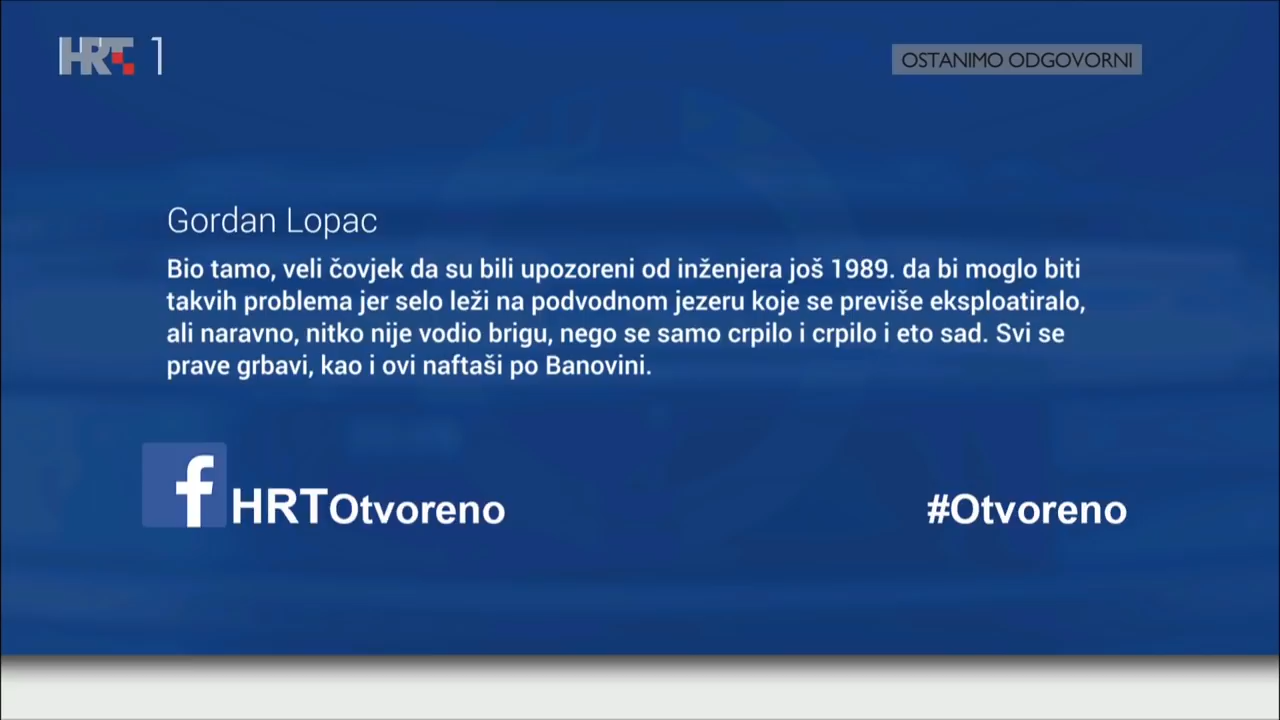 HRT 1
OSTANIMO ODGOVORNI
Gordan Lopac
Bio tamo, veli čovjek da su bili upozoreni od inženjera još 1989. da bi moglo biti
takvih problema jer selo leži na podvodnom jezeru koje se previše eksploatiralo,
ali naravno, nitko nije vodio brigu, nego se samo crpilo i crpilo i eto sad. Svi se
prave grbavi, kao i ovi naftaši po Banovini.
f HRTOtvoreno
#Otvoreno